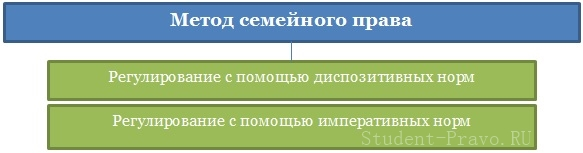 Метод семейного права
Регулирование с помощью диспозитивных норм
Регулирование с помощью императивных норм
Student-Pravo.RU